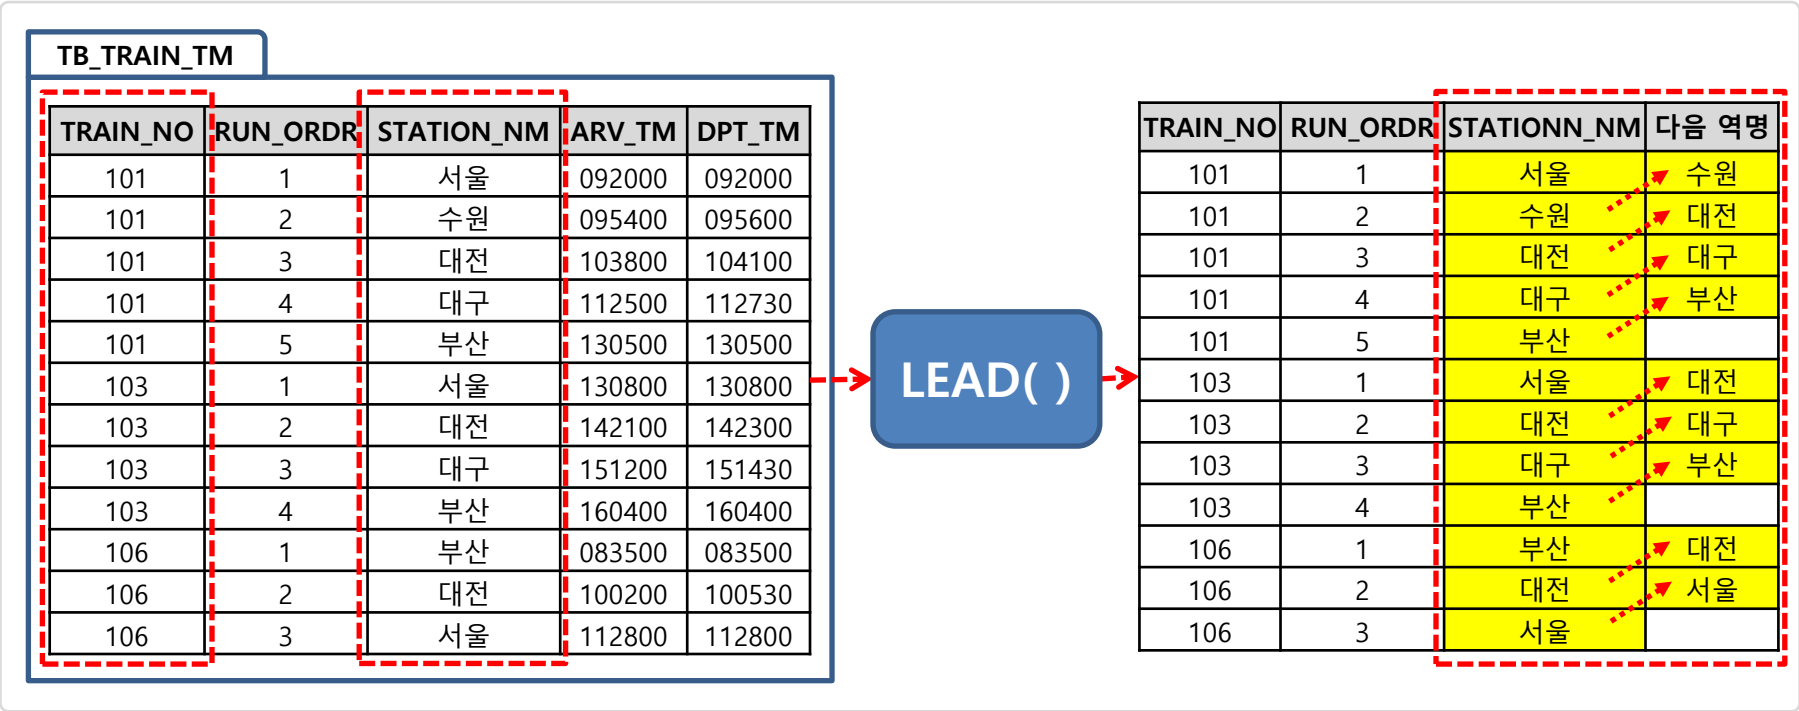 TB_TRAIN_TM
TRAIN_NO RUN_ORDR STATION_NM ARV_TM DPT_TM
101 1 서울 092000 092000
101 2 수원 095400 095600
101 3 대전 103800 104100
101 4 대구 112500 112730
101 5 부산 130500 130500
103 1 서울 130800 130800
103 2 대전 142100 142300
103 3 대구 151200 151430
103 4 부산 160400 160400
106 1 부산 083500 083500
106 2 대전 100200 100530
106 3 서울 112800 112800
LEAD( )
TRAIN_NO RUN_ORDR STATIONN_NM 다음 역명
101 1 서울 수원
101 2 수원 대전
101 3 대전 대구
101 4 대구 부산
101 5 부산
103 1 서울 대전
103 2 대전 대구
103 3 대구 부산
103 4 부산
106 1 부산 대전
106 2 대전 서울
106 3 서울